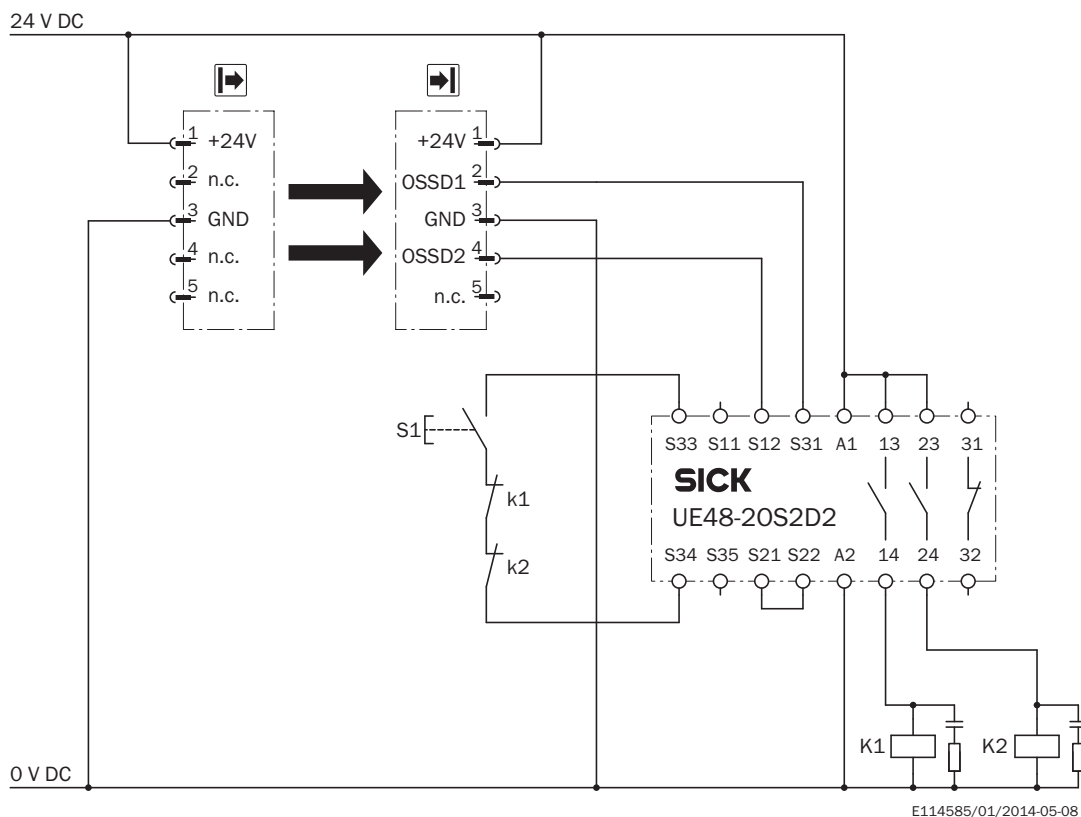 24 V DC
1 +24V
2 n.c.
3 GND
4 n.c.
5 n.c.
+24V 1
OSSD1 2
GND 3
OSSD2 4
n.c. 5
S1
k1
k2
S33 S11 S12 S31 A1 13 23 31
SICK
UE48-20S2D2
S34 S35 S21 S22 A2 14 24 32
K1
K2
0 V DC
E114585/01/2014-05-08